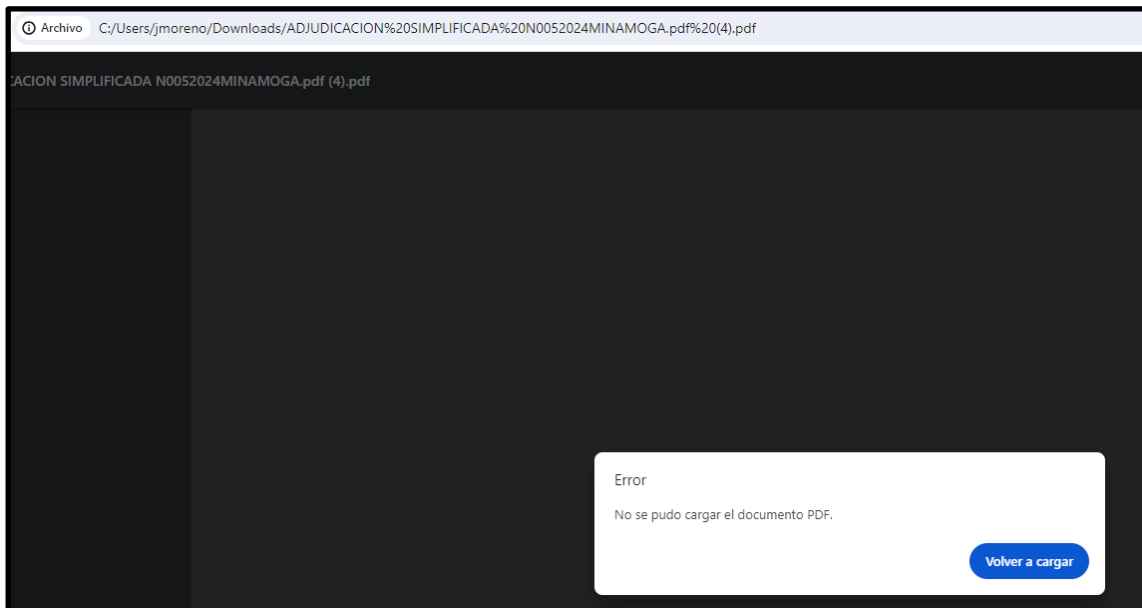 Archivo C:/Users/jmoreno/Downloads/ADJUDICACION%20SIMPLIFICADA%20N0052024MINAMOGA.pdf%20(4).pdf
CACION SIMPLIFICADA N0052024MINAMOGA.pdf (4).pdf
Error
No se pudo cargar el documento PDF.
Volver a cargar